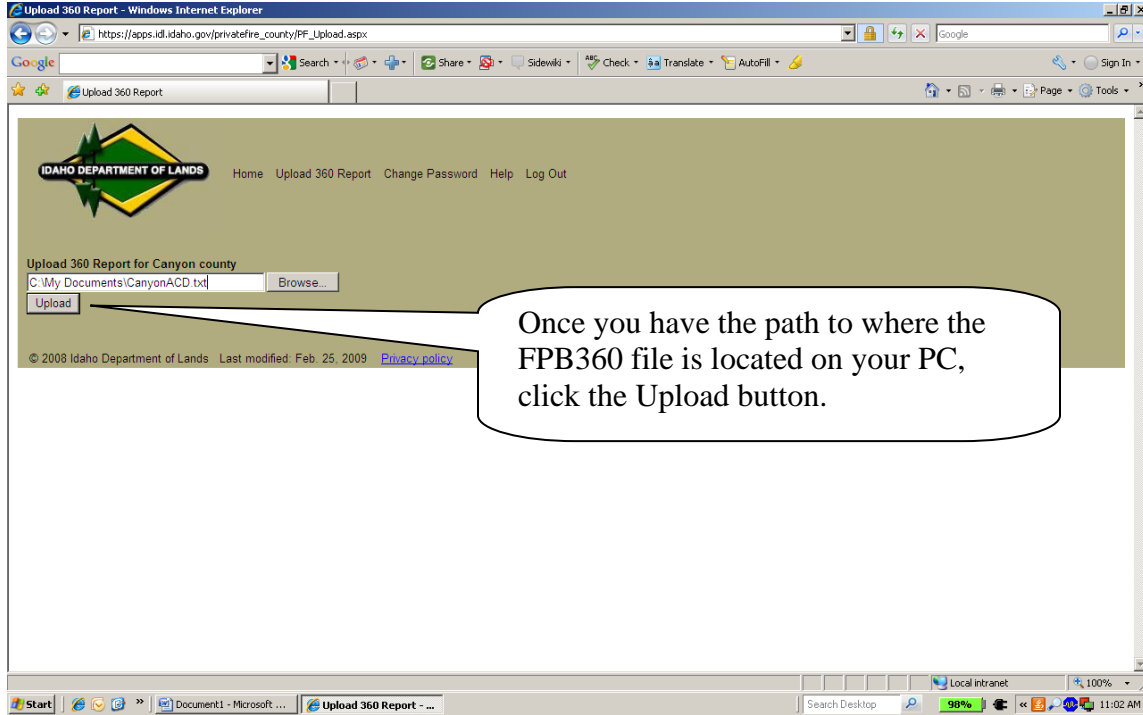 Upload 360 Report - Windows Internet Explorer
https://apps.idl.idaho.gov/privatefire_county/PF_Upload.aspx
Google
Google
Search
Share
Sidewiki
Check
Translate
AutoFill
Sign In
Upload 360 Report
Page
Tools
IDAHO DEPARTMENT OF LANDS
Home Upload 360 Report Change Password Help Log Out
Upload 360 Report for Canyon county
C:\My Documents\CanyonACD.txt
Browse...
Upload
Once you have the path to where the
FPB360 file is located on your PC,
click the Upload button.
© 2008 Idaho Department of Lands Last modified: Feb. 25, 2009 Privacy policy
Local intranet
100%
Start
Document1 - Microsoft ...
Upload 360 Report - ...
Search Desktop
98%
11:02 AM